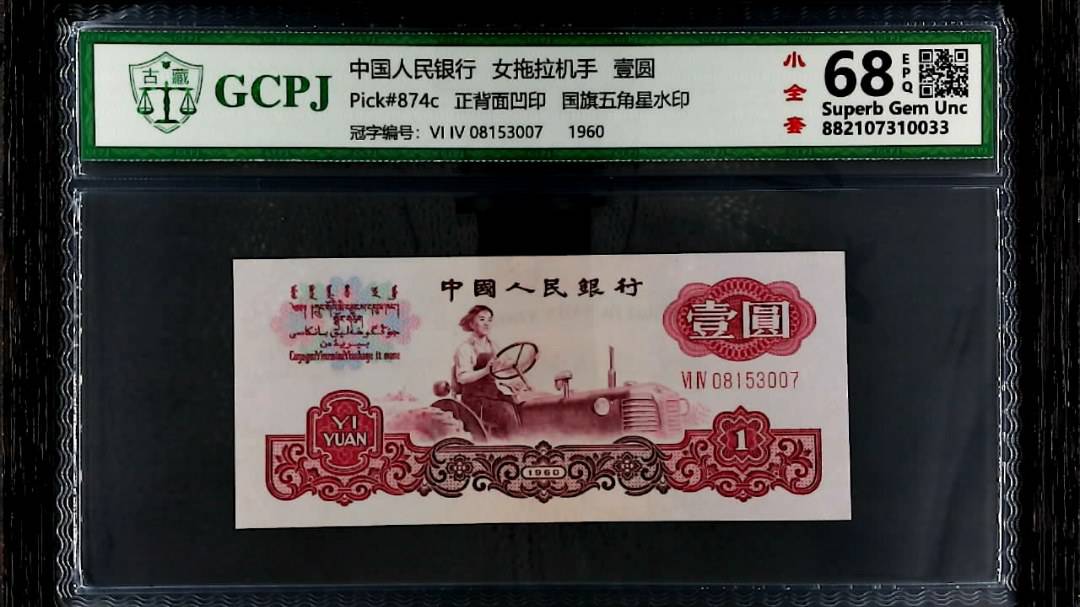 古藏
GCPJ
中国人民银行 女拖拉机手 壹圆
Pick#874c 正背面凹印 国旗五角星水印
冠字编号: VI IV 08153007 1960
小全套
68
EPQ
Superb Gem Unc
882107310033
中國人民銀行
壹圓
VI IV 08153007
YI
YUAN
1960
1